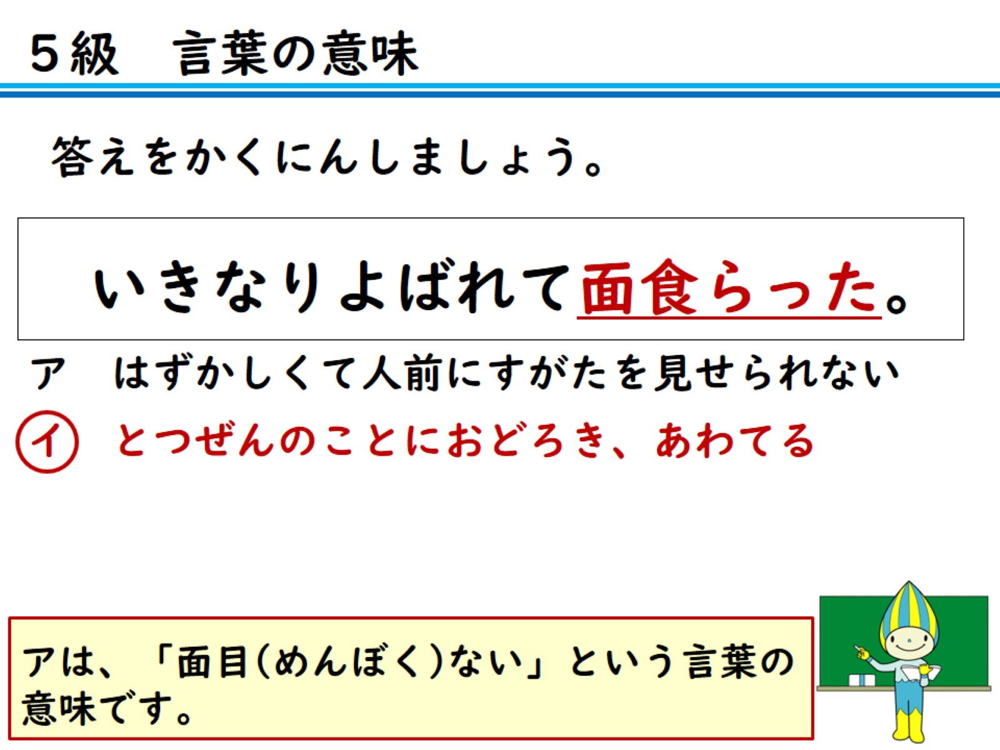 ５級　言葉の意味
答えをかくにんしましょう。
いきなりよばれて面食らった。
ア　はずかしくて人前にすがたを見せられない
イ　とつぜんのことにおどろき、あわてる
アは、「面目(めんぼく)ない」という言葉の
意味です。